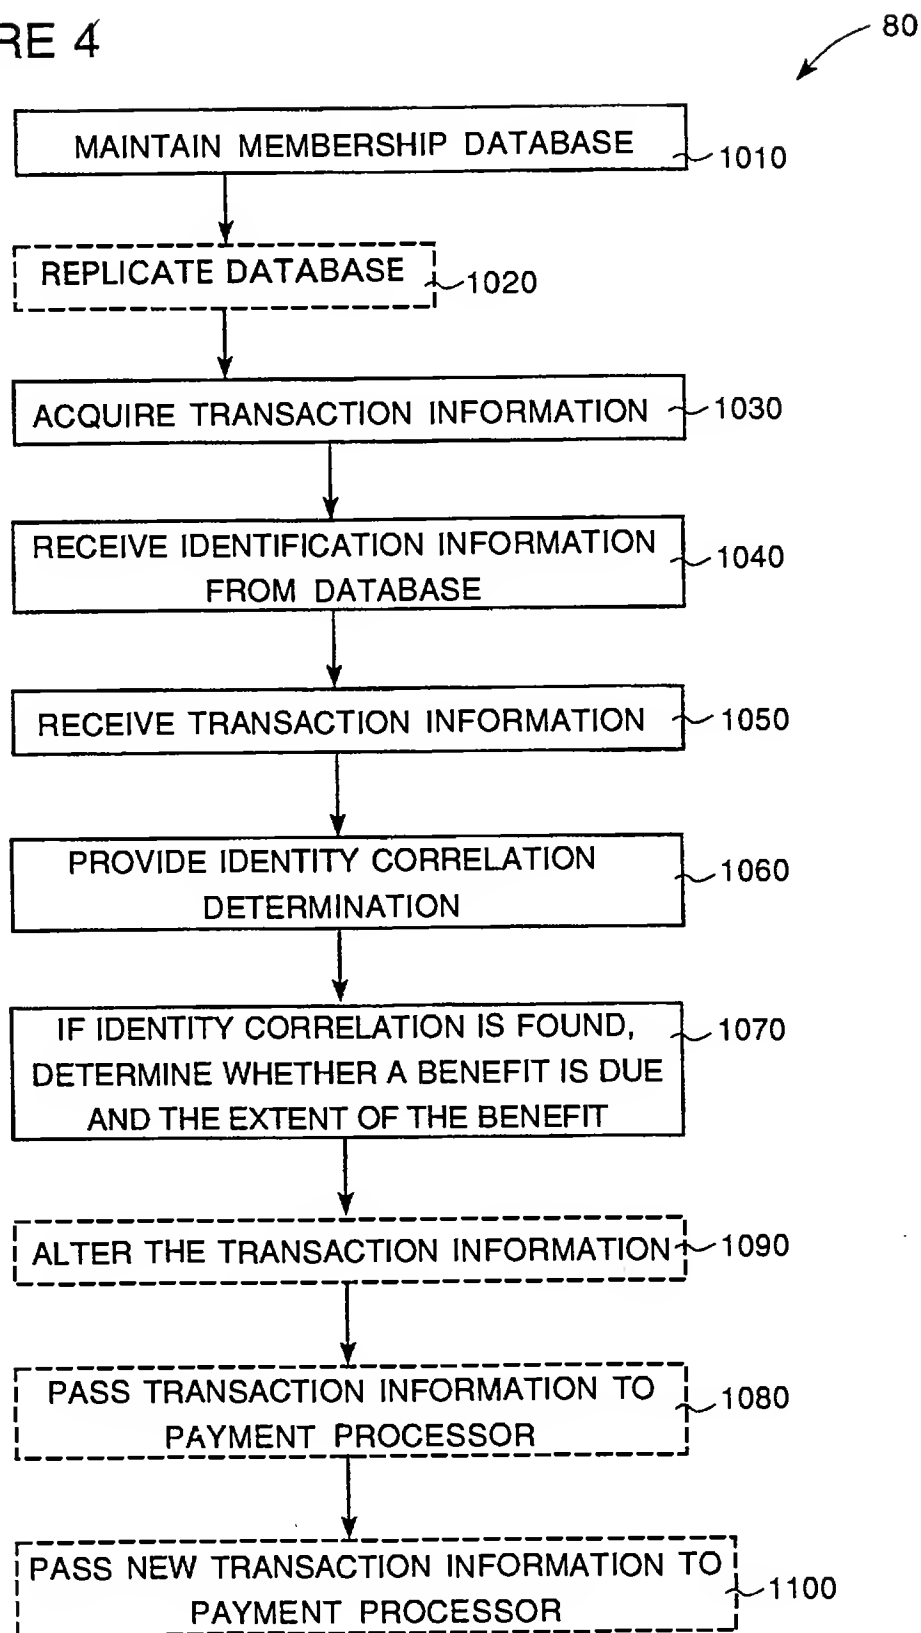 RE 4
80
MAINTAIN MEMBERSHIP DATABASE
1010
REPLICATE DATABASE
1020
ACQUIRE TRANSACTION INFORMATION
1030
RECEIVE IDENTIFICATION INFORMATION
FROM DATABASE
1040
RECEIVE TRANSACTION INFORMATION
1050
PROVIDE IDENTITY CORRELATION
DETERMINATION
1060
IF IDENTITY CORRELATION IS FOUND,
DETERMINE WHETHER A BENEFIT IS DUE
AND THE EXTENT OF THE BENEFIT
1070
ALTER THE TRANSACTION INFORMATION
1090
PASS TRANSACTION INFORMATION TO
PAYMENT PROCESSOR
1080
PASS NEW TRANSACTION INFORMATION TO
PAYMENT PROCESSOR
1100